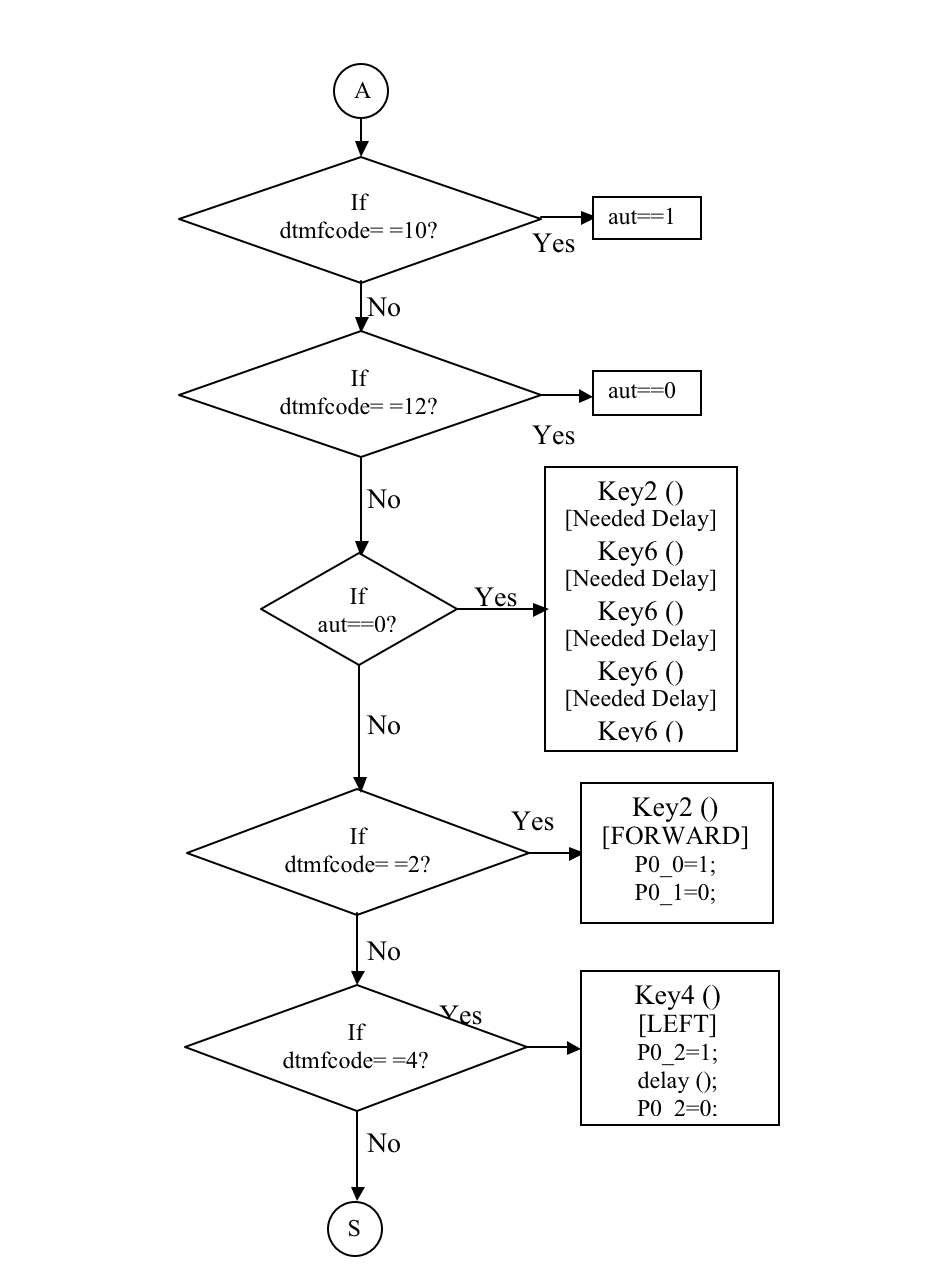 A
If
dtmfcode= =10?
Yes
aut==1
No
If
dtmfcode= =12?
Yes
aut==0
No
If
aut==0?
Yes
Key2 ()
[Needed Delay]
Key6 ()
[Needed Delay]
Key6 ()
[Needed Delay]
Key6 ()
[Needed Delay]
Key6 ()
No
If
dtmfcode= =2?
Yes
Key2 ()
[FORWARD]
P0_0=1;
P0_1=0;
No
If
dtmfcode= =4?
Yes
Key4 ()
[LEFT]
P0_2=1;
delay ();
P0_2=0;
No
S